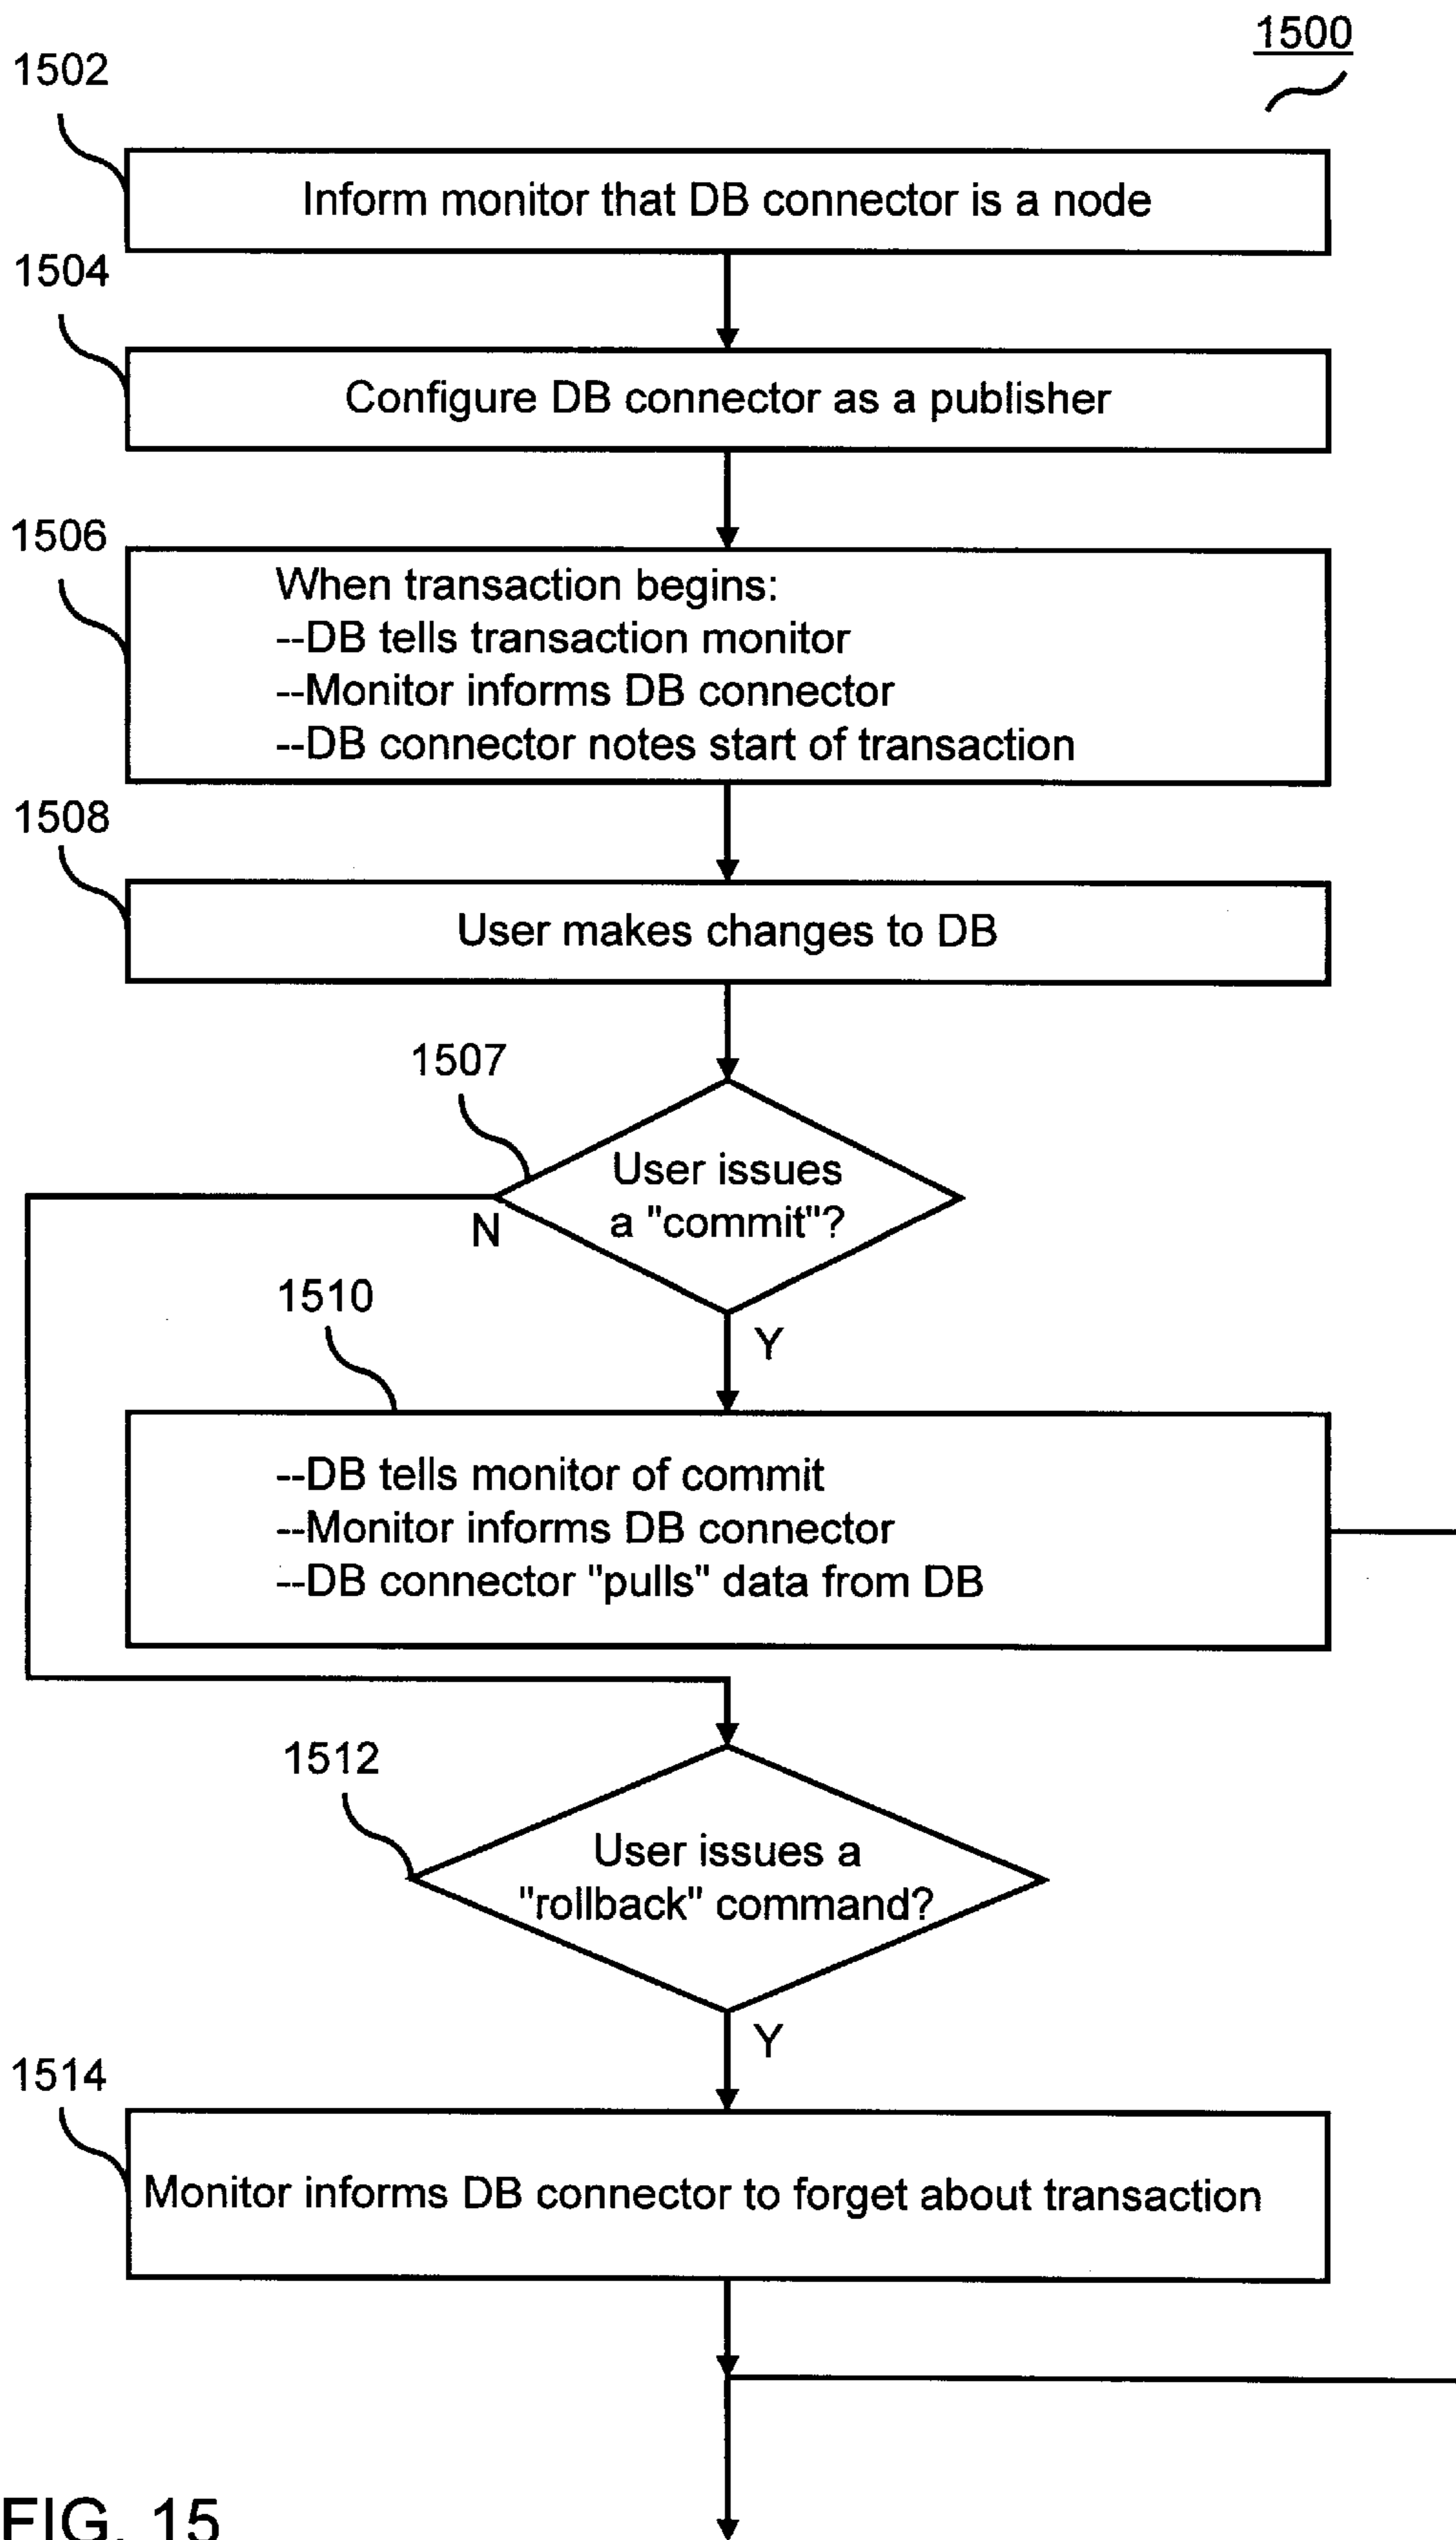 1500
1502
Inform monitor that DB connector is a node
1504
Configure DB connector as a publisher
1506
When transaction begins:
--DB tells transaction monitor
--Monitor informs DB connector
--DB connector notes start of transaction
1508
User makes changes to DB
1507
User issues
a "commit"?
N
Y
1510
--DB tells monitor of commit
--Monitor informs DB connector
--DB connector "pulls" data from DB
1512
User issues a
"rollback" command?
Y
1514
Monitor informs DB connector to forget about transaction
FIG. 15